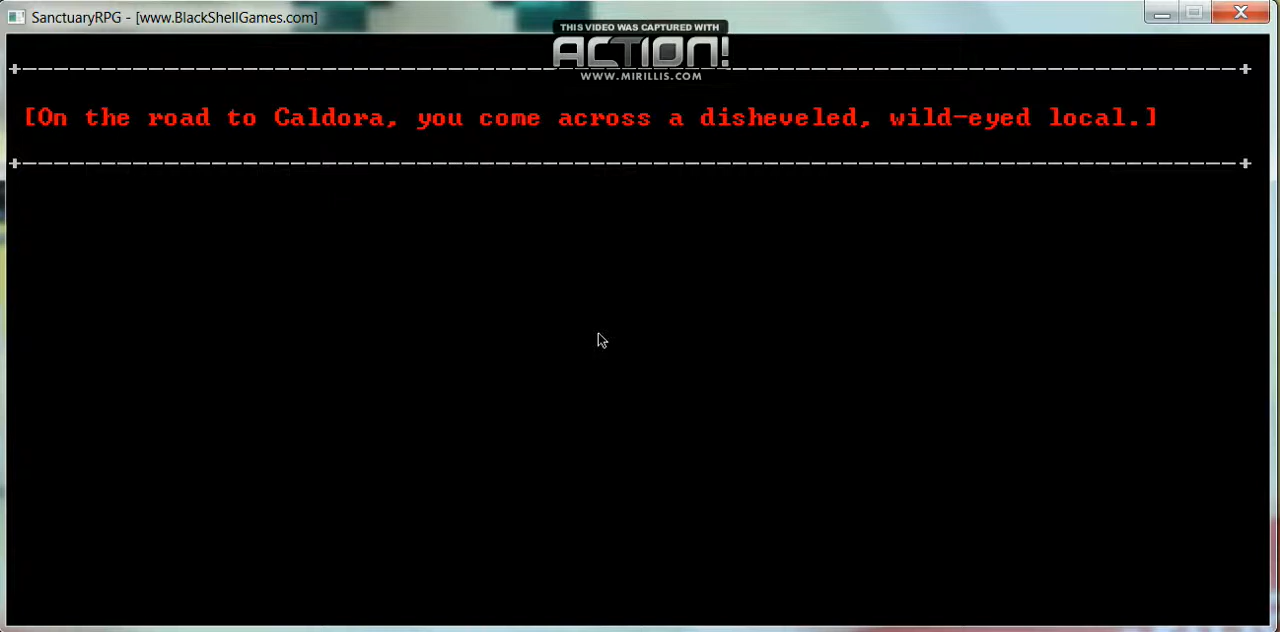 SanctuaryRPG - [www.BlackShellGames.com]
THIS VIDEO WAS CAPTURED WITH
ACTION!
WWW.MIRILLIS.COM
[On the road to Caldora, you come across a disheveled, wild-eyed local.]